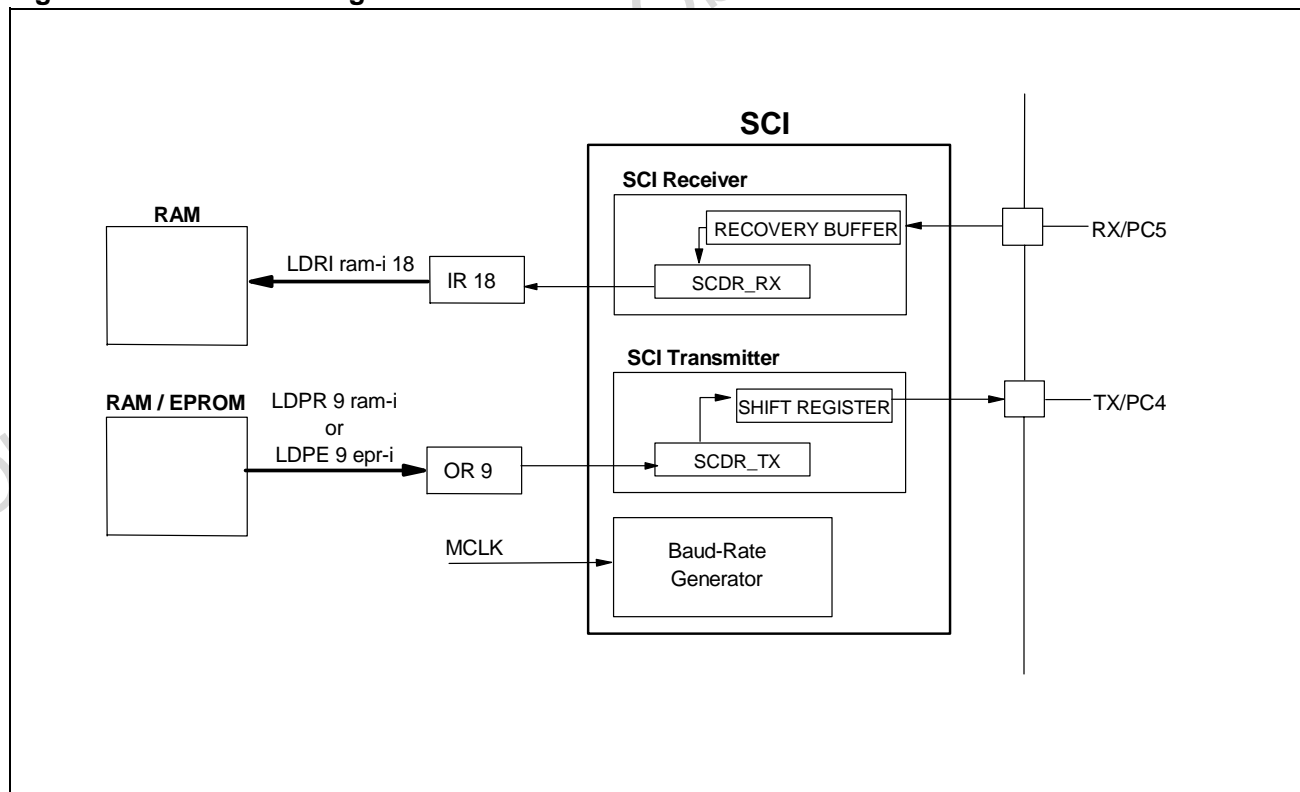 SCI
SCI Receiver
RECOVERY BUFFER
SCDR_RX
RX/PC5
RAM
LDRI ram-i 18
IR 18
SCI Transmitter
SHIFT REGISTER
SCDR_TX
TX/PC4
RAM / EPROM
LDPR 9 ram-i
or
LDPE 9 epr-i
OR 9
MCLK
Baud-Rate
Generator